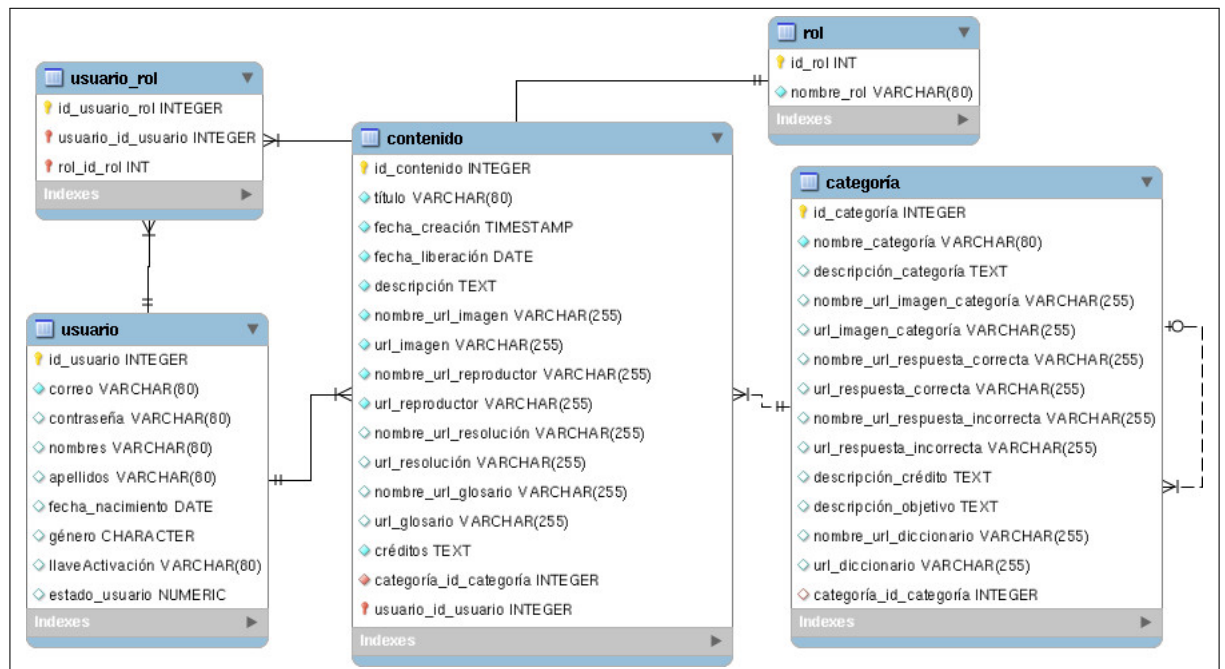 usuario_rol
id_usuario_rol INTEGER
usuario_id_usuario INTEGER
rol_id_rol INT
Indexes
rol
id_rol INT
nombre_rol VARCHAR(80)
Indexes
contenido
id_contenido INTEGER
título VARCHAR(80)
fecha_creación TIMESTAMP
fecha_liberación DATE
descripción TEXT
nombre_url_imagen VARCHAR(255)
url_imagen VARCHAR(255)
nombre_url_reproductor VARCHAR(255)
url_reproductor VARCHAR(255)
nombre_url_resolución VARCHAR(255)
url_resolución VARCHAR(255)
nombre_url_glosario VARCHAR(255)
url_glosario VARCHAR(255)
créditos TEXT
categoría_id_categoría INTEGER
usuario_id_usuario INTEGER
Indexes
categoría
id_categoría INTEGER
nombre_categoría VARCHAR(80)
descripción_categoría TEXT
nombre_url_imagen_categoría VARCHAR(255)
url_imagen_categoría VARCHAR(255)
nombre_url_respuesta_correcta VARCHAR(255)
url_respuesta_correcta VARCHAR(255)
nombre_url_respuesta_incorrecta VARCHAR(255)
url_respuesta_incorrecta VARCHAR(255)
descripción_crédito TEXT
descripción_objetivo TEXT
nombre_url_diccionario VARCHAR(255)
url_diccionario VARCHAR(255)
categoría_id_categoría INTEGER
Indexes
usuario
id_usuario INTEGER
correo VARCHAR(80)
contraseña VARCHAR(80)
nombres VARCHAR(80)
apellidos VARCHAR(80)
fecha_nacimiento DATE
género CHARACTER
llaveActivación VARCHAR(80)
estado_usuario NUMERIC
Indexes